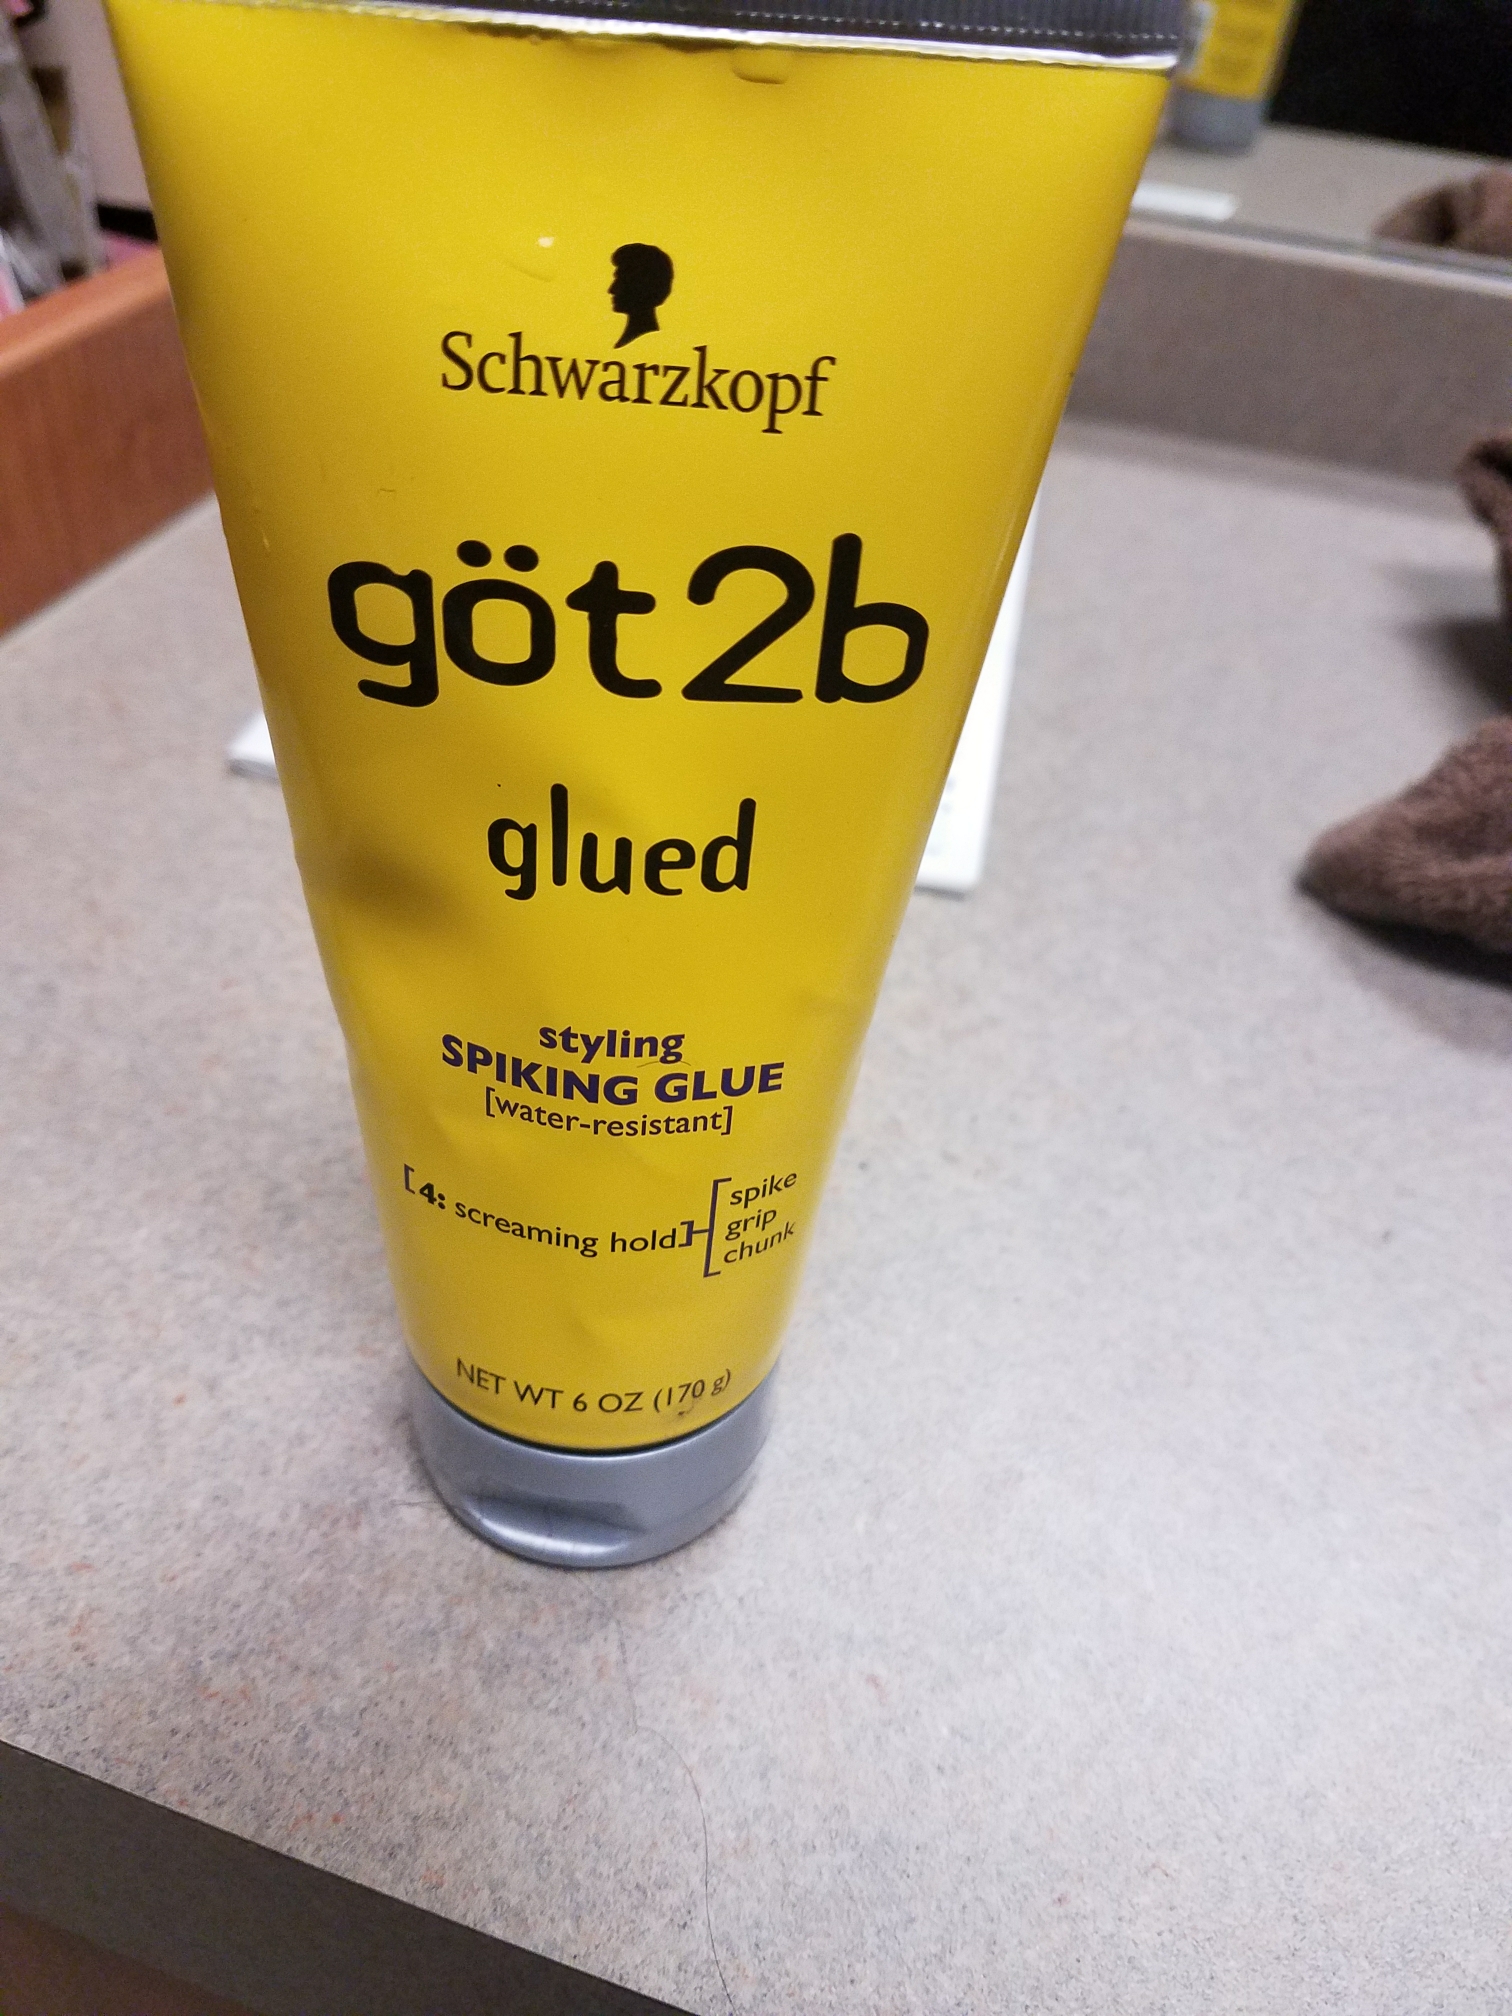 Schwarzkopf
göt2b
glued
styling
SPIKING GLUE
[water-resistant]
[4: screaming hold]
spike
grip
chunk
NET WT 6 OZ (170 g)